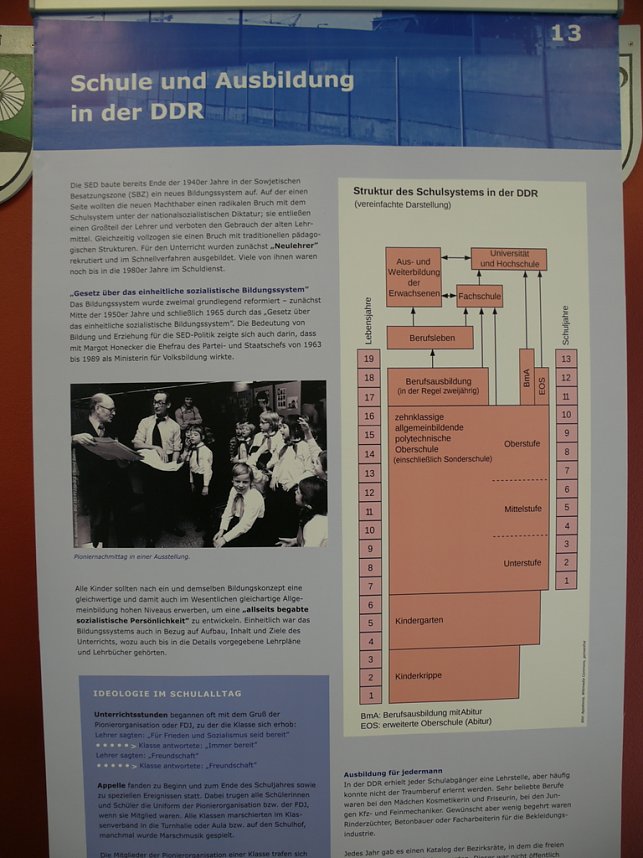 13
Schule und Ausbildung
in der DDR
Die SED baute bereits Ende der 1940er Jahre in der Sowjetischen
Besatzungszone (SBZ) ein neues Bildungssystem auf. Auf der einen
Seite wollten die neuen Machthaber einen radikalen Bruch mit dem
Schulsystem unter der nationalsozialistischen Diktatur; sie entließen
einen Großteil der Lehrer und verboten den Gebrauch der alten Lehr-
mittel. Gleichzeitig vollzogen sie einen Bruch mit traditionellen pädago-
gischen Strukturen. Für den Unterricht wurden zunächst „Neulehrer"
rekrutiert und im Schnellverfahren ausgebildet. Viele von ihnen waren
noch bis in die 1980er Jahre im Schuldienst.
„Gesetz über das einheitliche sozialistische Bildungssystem"
Das Bildungssystem wurde zweimal grundlegend reformiert – zunächst
Mitte der 1950er Jahre und schließlich 1965 durch das „Gesetz über
das einheitliche sozialistische Bildungssystem". Die Bedeutung von
Bildung und Erziehung für die SED-Politik zeigte sich auch darin, dass
mit Margot Honecker die Ehefrau des Partei- und Staatschefs von 1963
bis 1989 als Ministerin für Volksbildung wirkte.
Pioniernachmittag in einer Ausstellung.
Alle Kinder sollten nach ein und demselben Bildungskonzept eine
gleichwertige und damit auch im Wesentlichen gleichartige Allge-
meinbildung hohen Niveaus erwerben, um eine „allseits begabte
sozialistische Persönlichkeit" zu entwickeln. Einheitlich war das
Bildungssystems auch in Bezug auf Aufbau, Inhalt und Ziele des
Unterrichts, wozu auch bis in die Details vorgegebene Lehrpläne
und Lehrbücher gehörten.
IDEOLOGIE IM SCHULALLTAG
Unterrichtsstunden begannen oft mit dem Gruß der
Pionierorganisation oder FDJ, zu der die Klasse sich erhob:
Lehrer sagten: „Für Frieden und Sozialismus seid bereit"
> Klasse antwortete: „Immer bereit"
Lehrer sagten: „Freundschaft"
> Klasse antwortete: „Freundschaft"
Appelle fanden zu Beginn und zum Ende des Schuljahres sowie
zu speziellen Ereignissen statt. Dabei trugen alle Schülerinnen
und Schüler die Uniform der Pionierorganisation bzw. der FDJ,
wenn sie Mitglied waren. Alle Klassen marschierten im Klas-
senverband in die Turnhalle oder Aula bzw. auf den Schulhof,
manchmal wurde Marschmusik gespielt.
Die Mitglieder der Pionierorganisation einer Klasse trafen sich
Struktur des Schulsystems in der DDR
(vereinfachte Darstellung)
Aus- und
Weiterbildung
der
Erwachsenen
Universität
und Hochschule
Fachschule
Berufsleben
Lebensjahre
Schuljahre
Berufsausbildung
(in der Regel zweijährig)
BmA
EOS
zehnklassige
allgemeinbildende
polytechnische
Oberschule
(einschließlich Sonderschule)
Oberstufe
Mittelstufe
Unterstufe
Kindergarten
Kinderkrippe
19
18
17
16
15
14
13
12
11
10
9
8
7
6
5
4
3
2
1
13
12
11
10
9
8
7
6
5
4
3
2
1
BmA: Berufsausbildung mitAbitur
EOS: erweiterte Oberschule (Abitur)
Ausbildung für jedermann
In der DDR erhielt jeder Schulabgänger eine Lehrstelle, aber häufig
konnte nicht der Traumberuf erlernt werden. Sehr beliebte Berufe
waren bei den Mädchen Kosmetikerin und Friseurin, bei den Jun-
gen Kfz- und Feinmechaniker. Gewünscht aber wenig begehrt waren
Rinderzüchter, Betonbauer oder Facharbeiterin für die Bekleidungs-
industrie.
Jedes Jahr gab es einen Katalog der Bezirksräte, in dem die freien